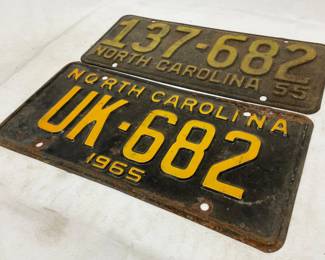 137-682
NORTH CAROLINA 55
NORTH CAROLINA
UK-682
1965